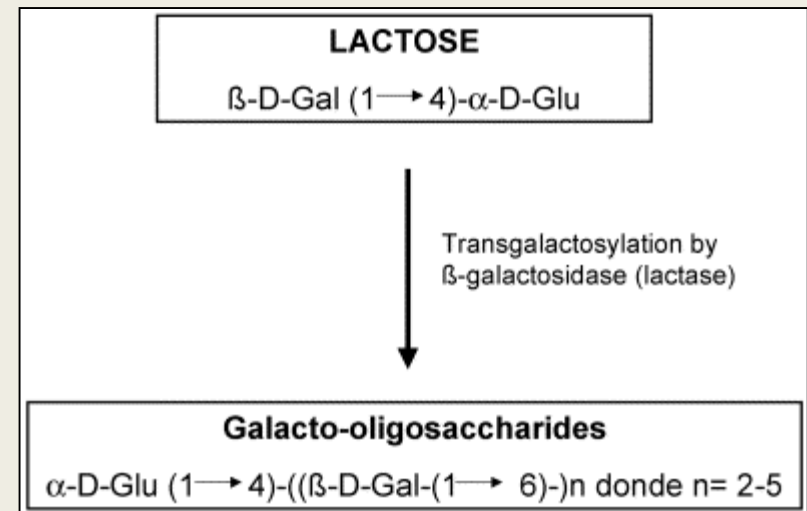 LACTOSE
ß-D-Gal (1⟶4)-α-D-Glu
Transgalactosylation by
ß-galactosidase (lactase)
Galacto-oligosaccharides
α-D-Glu (1⟶4)-((ß-D-Gal-(1⟶ 6)-)n donde n= 2-5